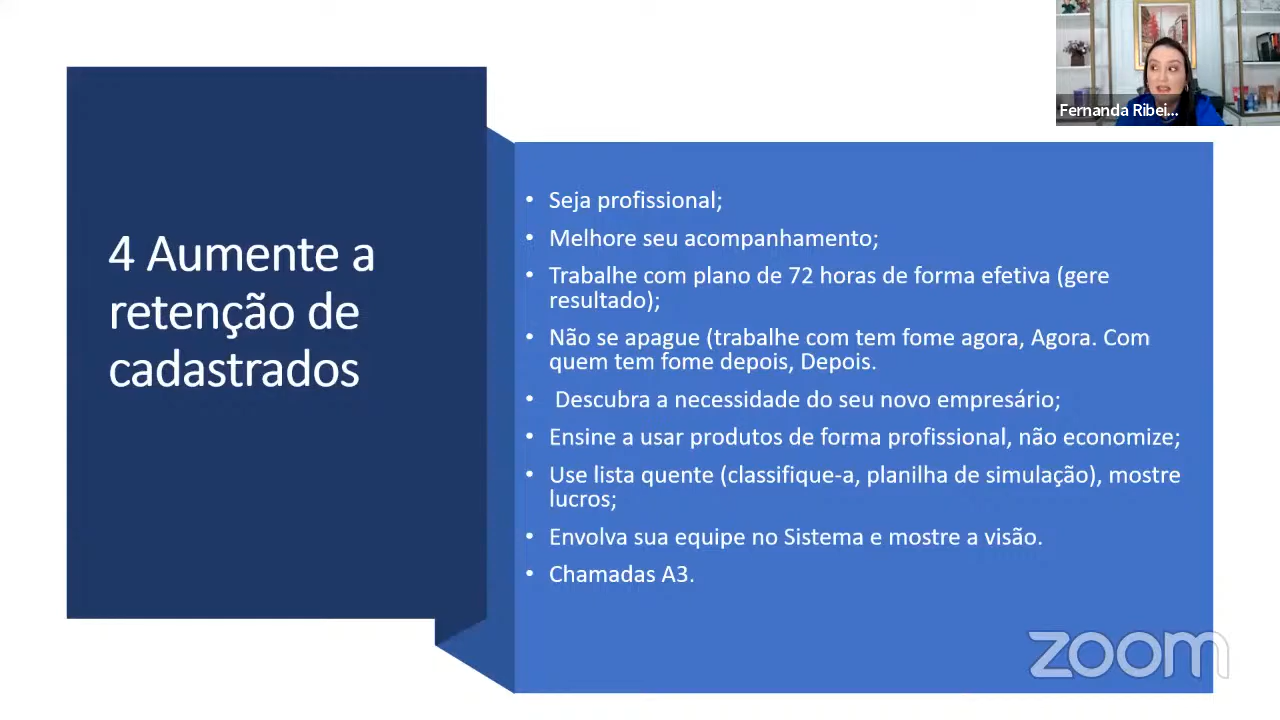 Fernanda Ribei...
4 Aumente a
retenção de
cadastrados
• Seja profissional;
• Melhore seu acompanhamento;
• Trabalhe com plano de 72 horas de forma efetiva (gere
resultado);
• Não se apague (trabalhe com tem fome agora, Agora. Com
quem tem fome depois, Depois.
• Descubra a necessidade do seu novo empresário;
• Ensine a usar produtos de forma profissional, não economize;
• Use lista quente (classifique-a, planilha de simulação), mostre
lucros;
• Envolva sua equipe no Sistema e mostre a visão.
• Chamadas A3.
zoom